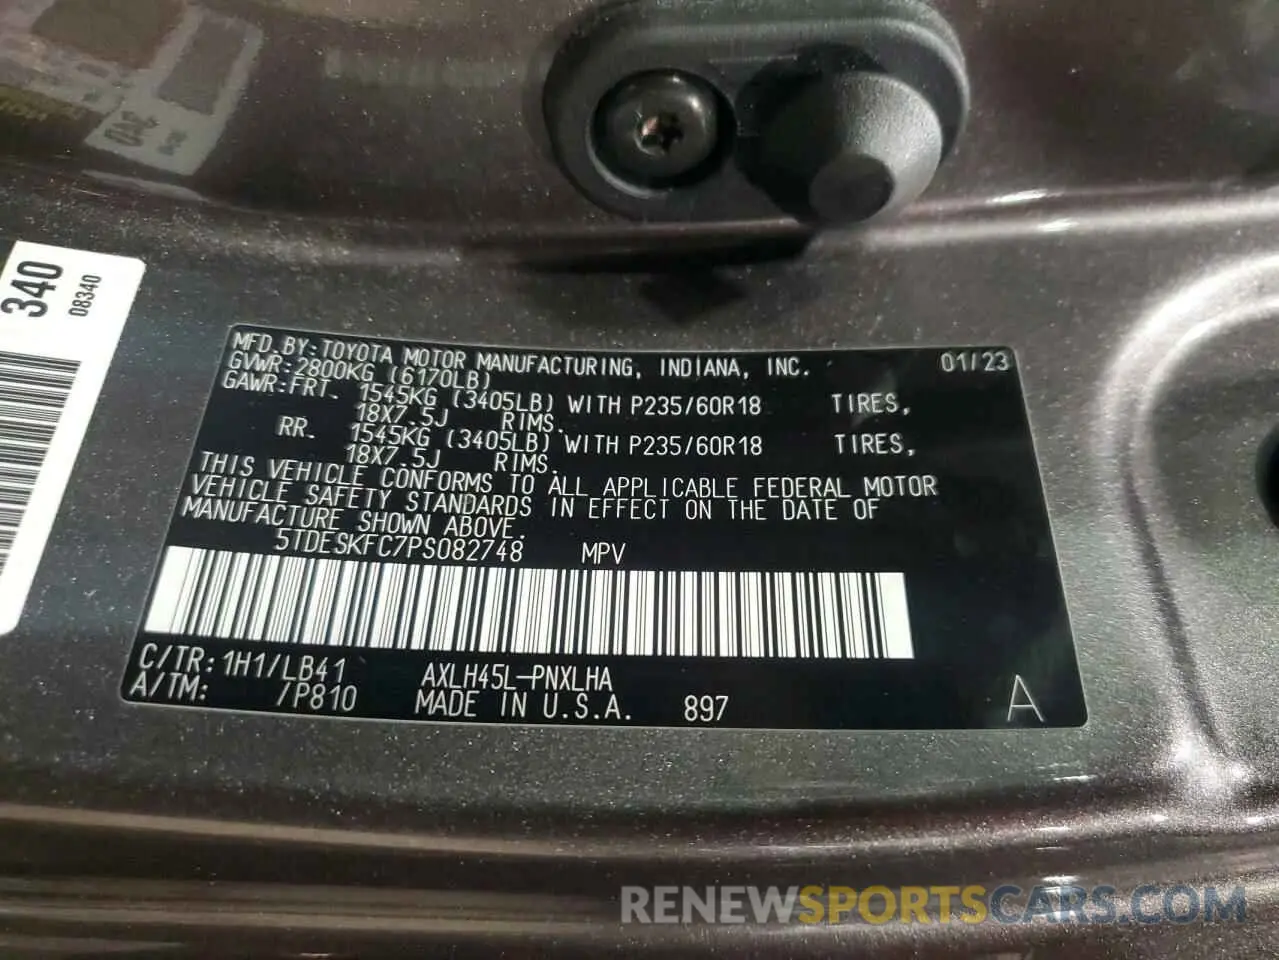 340
08340
MFD.BY:TOYOTA MOTOR MANUFACTURING, INDIANA, INC. 01/23
GVWR:2800KG (6170LB)
GAWR:FRT. 1545KG (3405LB) WITH P235/60R18 TIRES,
18X7.5J RIMS.
RR. 1545KG (3405LB) WITH P235/60R18 TIRES,
18X7.5J RIMS.
THIS VEHICLE CONFORMS TO ALL APPLICABLE FEDERAL MOTOR
VEHICLE SAFETY STANDARDS IN EFFECT ON THE DATE OF
MANUFACTURE SHOWN ABOVE.
5TDESKFC7PS082748 MPV
C/TR:1H1/LB41 AXLH45L-PNXLHA
A/TM: /P810 MADE IN U.S.A. 897 A
RENEWSPORTSCARS.COM